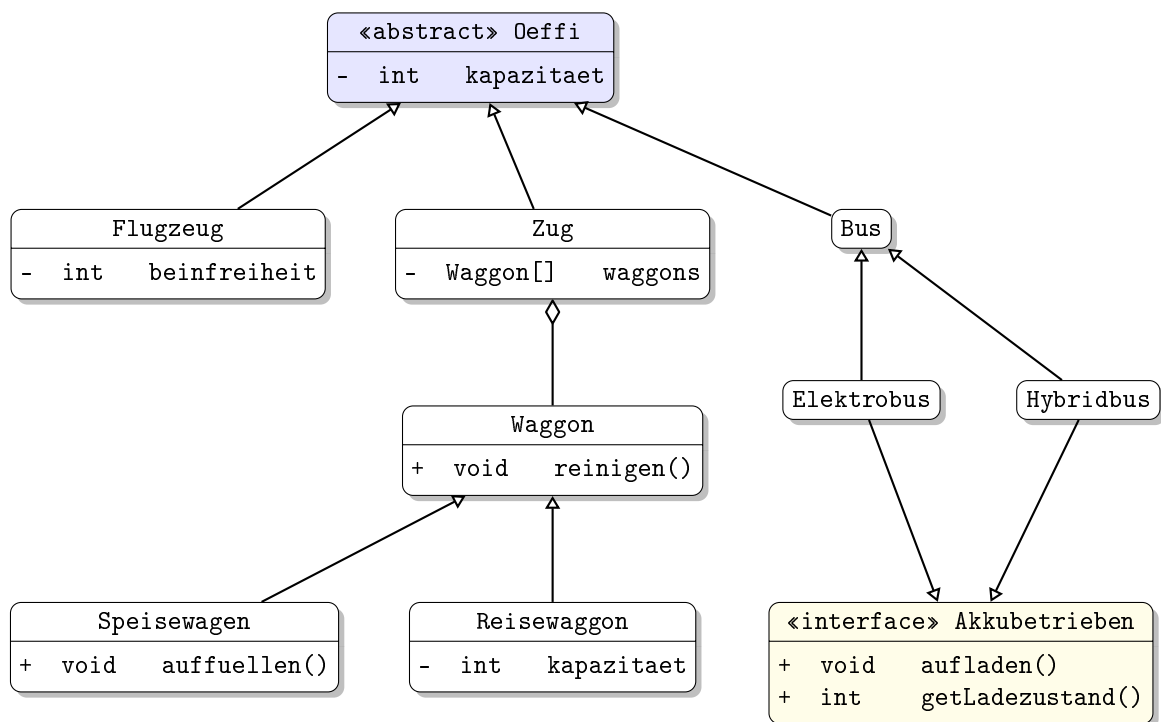 «abstract» Oeffi
- int kapazitaet
Flugzeug
- int beinfreiheit
Zug
- Waggon[] waggons
Bus
Elektrobus
Hybridbus
Waggon
+ void reinigen()
Speisewagen
+ void auffuellen()
Reisewaggon
- int kapazitaet
«interface» Akkubetrieben
+ void aufladen()
+ int getLadezustand()